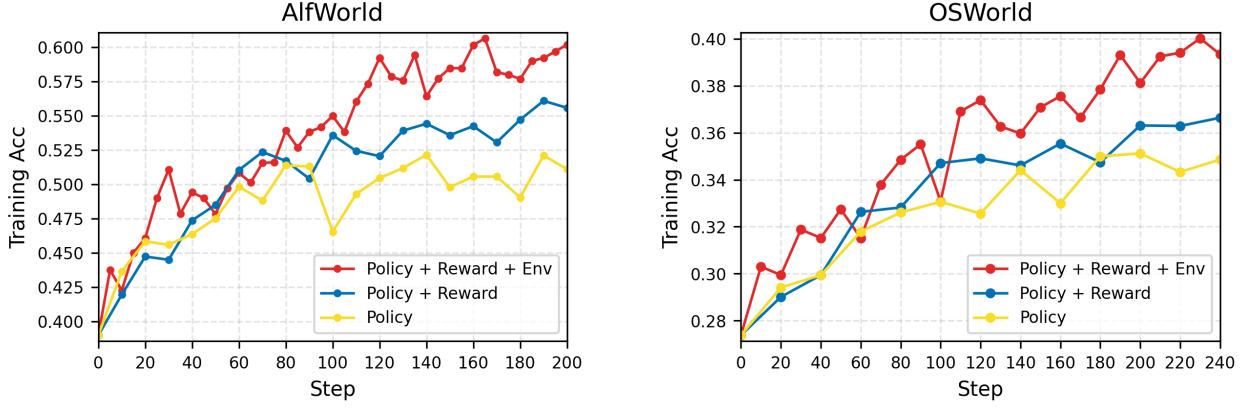 AlfWorld
Training Acc
0.600
0.575
0.550
0.525
0.500
0.475
0.450
0.425
0.400
Policy + Reward + Env
Policy + Reward
Policy
0 20 40 60 80 100 120 140 160 180 200
Step
OSWorld
Training Acc
0.40
0.38
0.36
0.34
0.32
0.30
0.28
Policy + Reward + Env
Policy + Reward
Policy
0 20 40 60 80 100 120 140 160 180 200 220 240
Step